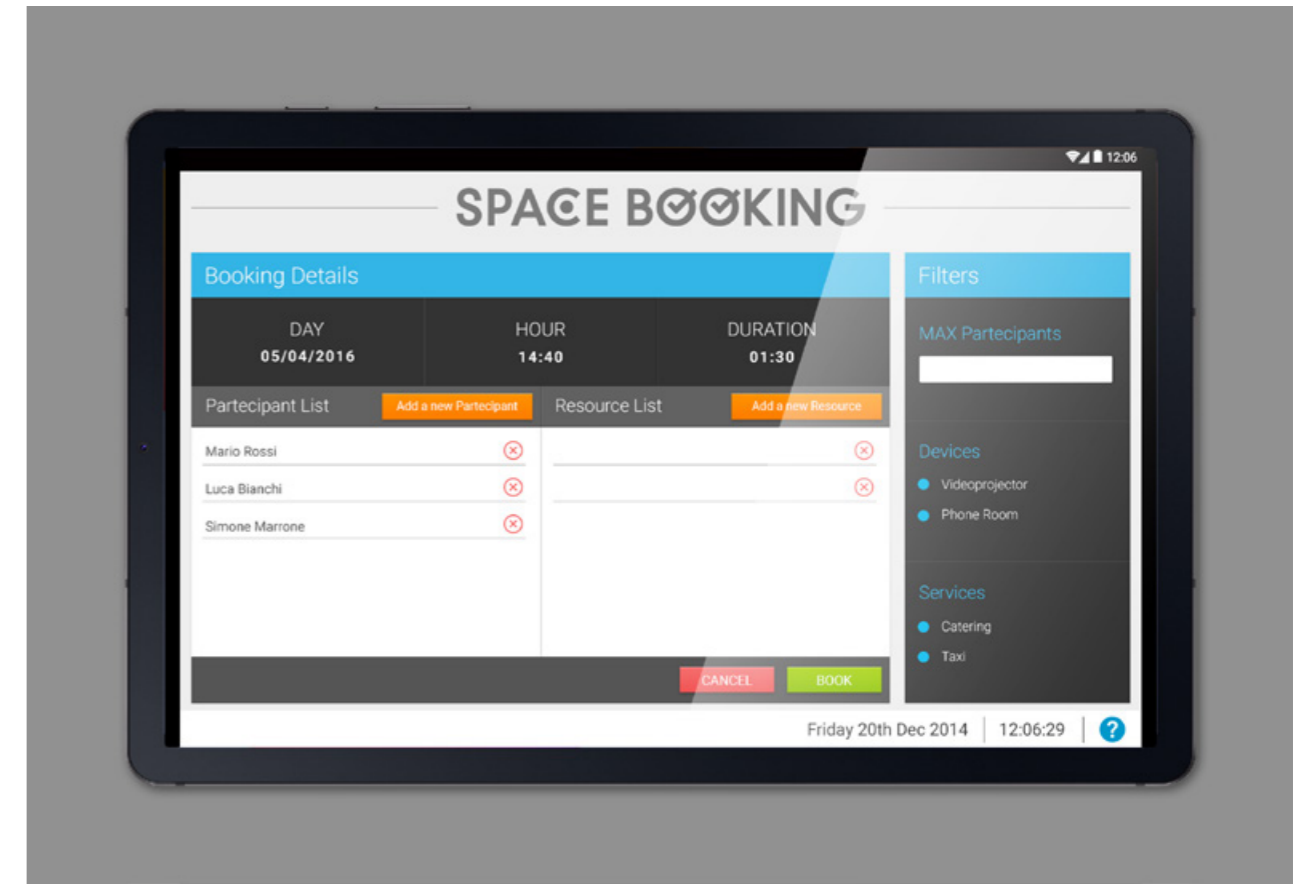 12:06
SPACE BOOKING
Booking Details
DAY
05/04/2016
HOUR
14:40
DURATION
01:30
Partecipant List
Add a new Partecipant
Resource List
Add a new Resource
Mario Rossi
Luca Bianchi
Simone Marrone
CANCEL
BOOK
Filters
MAX Partecipants
Devices
Videoprojector
Phone Room
Services
Catering
Taxi
Friday 20th Dec 2014
12:06:29
?